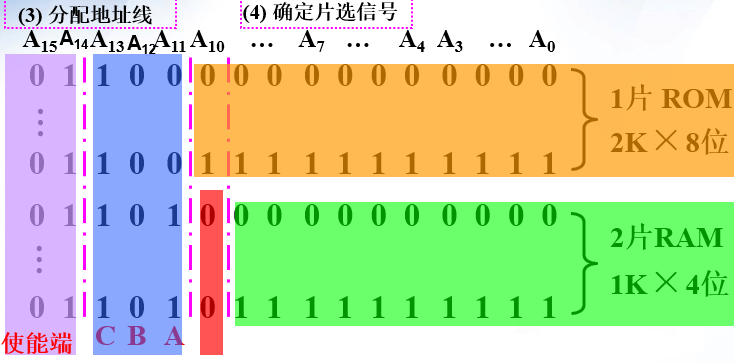 (3) 分配地址线 (4) 确定片选信号
A15 A14 A13 A12 A11 A10 … A7 … A4 A3 … A0
0 1 1 0 0 0 0 0 0 0 0 0 0 0 0 0
⋮
1片 ROM
2K×8位
0 1 1 0 0 1 1 1 1 1 1 1 1 1 1 1
0 1 1 0 1 0 0 0 0 0 0 0 0 0 0 0
⋮
2片RAM
1K×4位
0 1 1 0 1 0 1 1 1 1 1 1 1 1 1 1
使能端 C B A